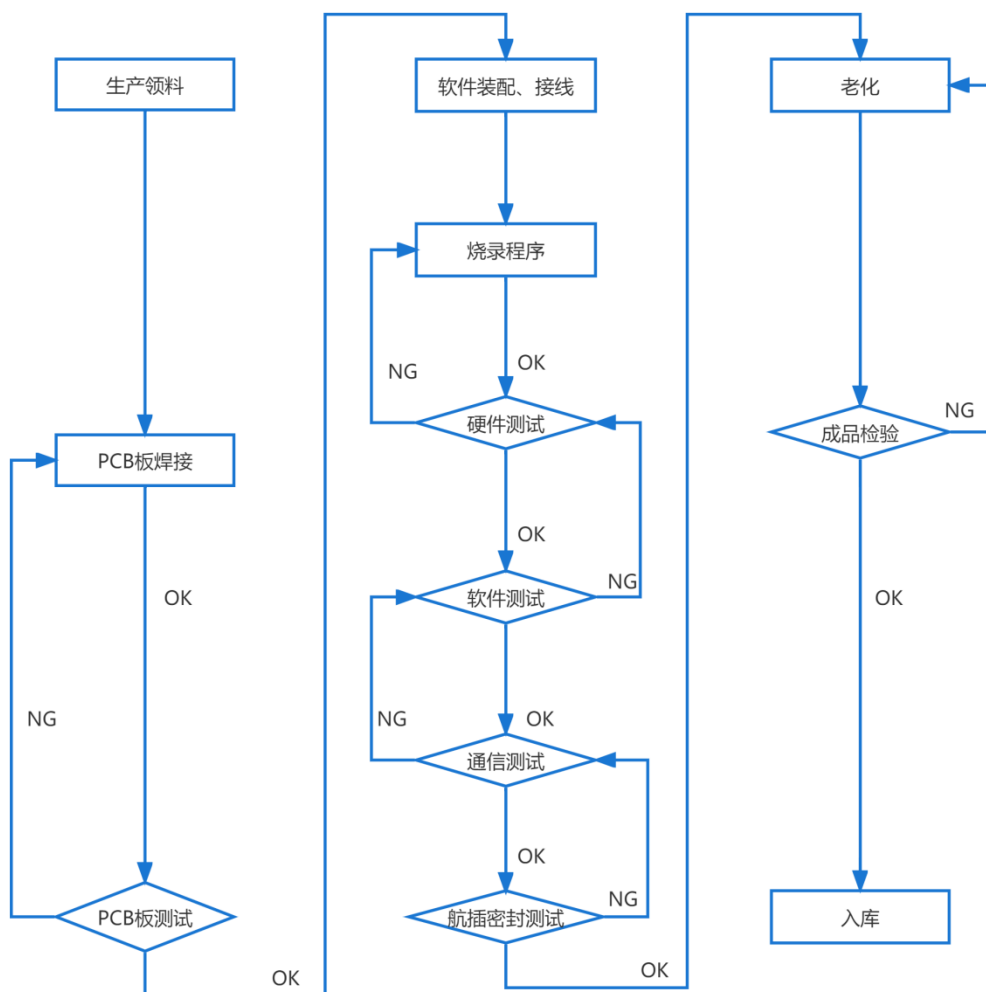 生产领料
PCB板焊接
OK
NG
PCB板测试
OK
软件装配、接线
烧录程序
OK
NG
硬件测试
OK
软件测试
NG
OK
NG
通信测试
OK
航插密封测试
NG
OK
老化
成品检验
NG
OK
入库